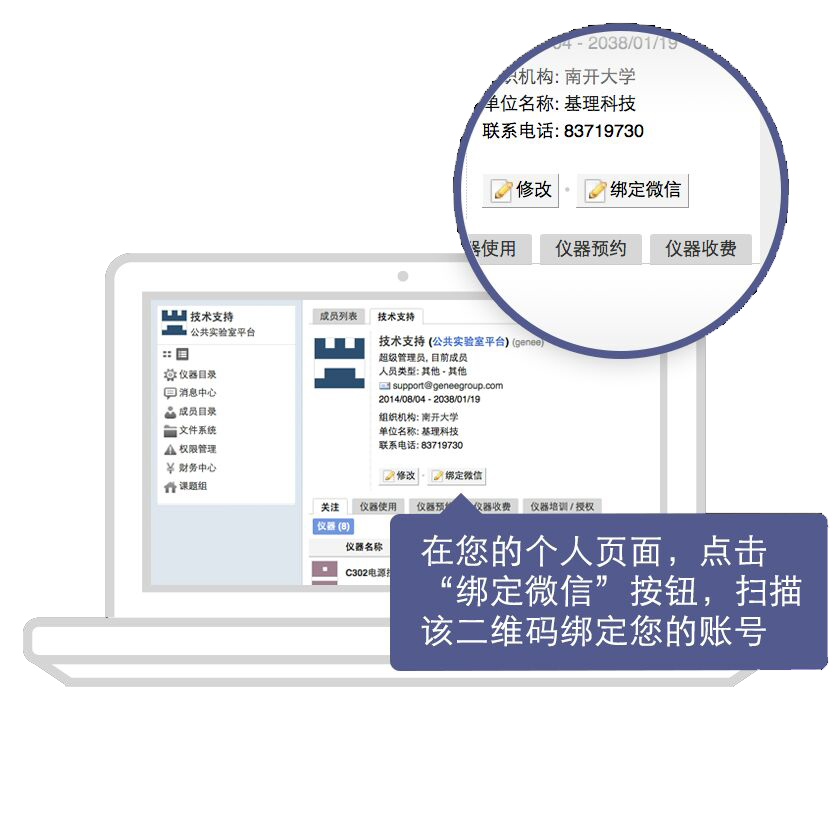 04 - 2038/01/19
织机构: 南开大学
单位名称: 基理科技
联系电话: 83719730
修改
绑定微信
器使用
仪器预约
仪器收费
技术支持
公共实验室平台
仪器目录
消息中心
成员目录
文件系统
权限管理
财务中心
课题组
成员列表
技术支持
技术支持 (公共实验室平台) (genee)
超级管理员, 目前成员
人员类型: 其他 - 其他
support@geneegroup.com
2014/08/04 - 2038/01/19
组织机构: 南开大学
单位名称: 基理科技
联系电话: 83719730
修改
绑定微信
关注
仪器使用
仪器预约
仪器收费
仪器培训 / 授权
仪器 (8)
仪器名称
C302电源
在您的个人页面，点击
“绑定微信”按钮，扫描
该二维码绑定您的账号